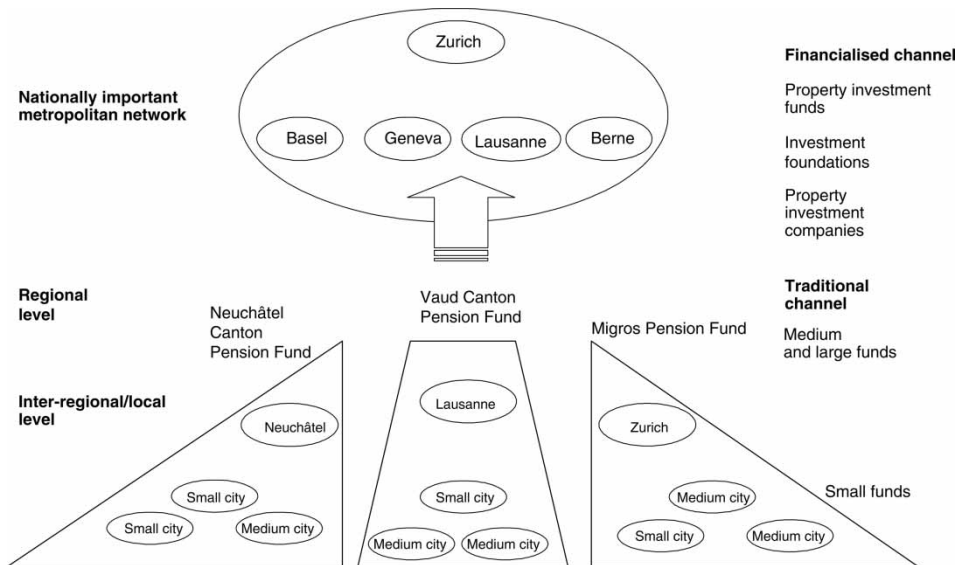 Zurich
Financialised channel
Nationally important
metropolitan network
Property investment
funds
Basel
Geneva
Lausanne
Berne
Investment
foundations
Property
investment
companies
Regional
level
Vaud Canton
Pension Fund
Traditional
channel
Neuchâtel
Canton
Pension Fund
Migros Pension Fund
Medium
and large funds
Inter-regional/local
level
Lausanne
Neuchâtel
Zurich
Small city
Small city
Medium city
Small funds
Small city
Medium city
Medium city
Medium city
Small city
Medium city